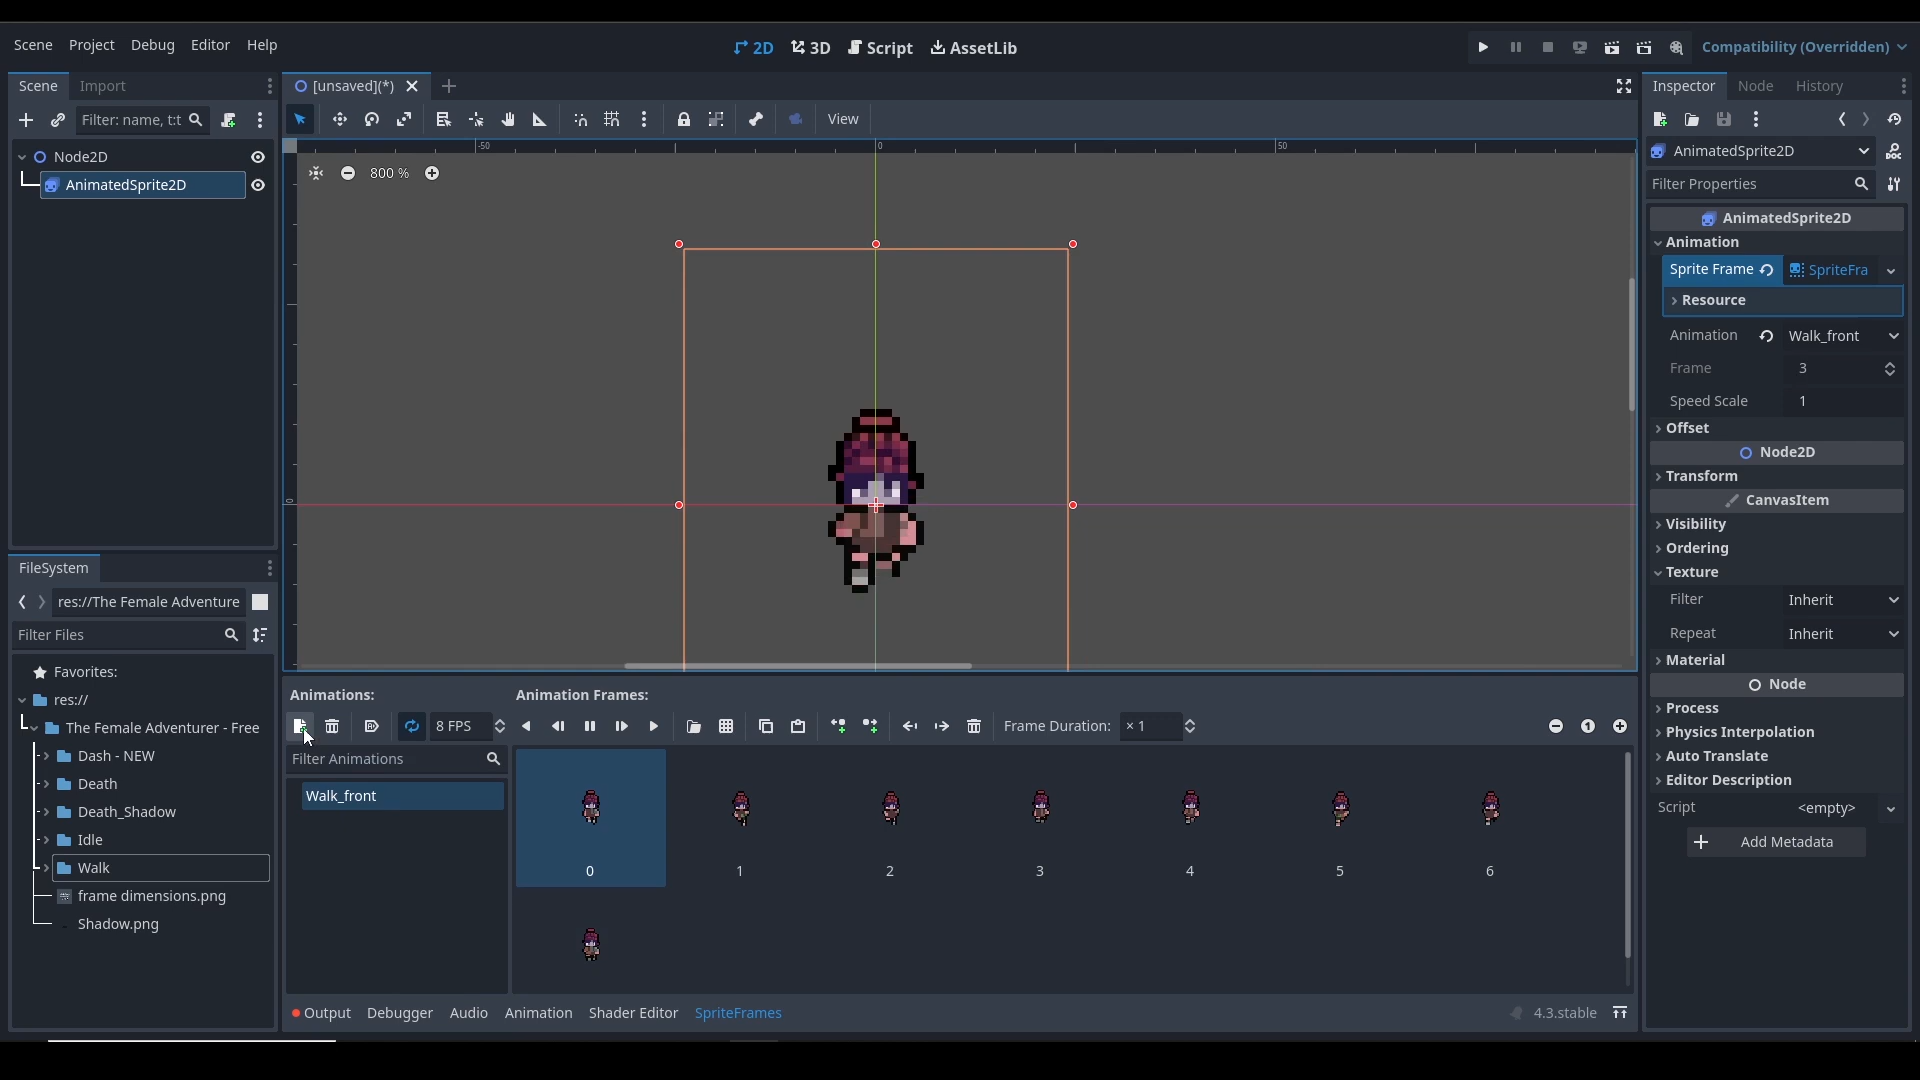 Scene Project Debug Editor Help
2D 3D Script AssetLib
Compatibility (Overridden)
Scene Import
[unsaved](*)
Inspector Node History
Filter: name, t:t
View
Node2D
AnimatedSprite2D
-50 0 50
800 %
0
AnimatedSprite2D
Filter Properties
AnimatedSprite2D
Animation
Sprite Frame SpriteFra
Resource
Animation Walk_front
Frame 3
Speed Scale 1
Offset
Node2D
Transform
CanvasItem
Visibility
Ordering
Texture
Filter Inherit
Repeat Inherit
Material
Node
Process
Physics Interpolation
Auto Translate
Editor Description
Script <empty>
Add Metadata
FileSystem
res://The Female Adventure
Filter Files
Favorites:
res://
The Female Adventurer - Free
Dash - NEW
Death
Death_Shadow
Idle
Walk
frame dimensions.png
Shadow.png
Animations: Animation Frames:
8 FPS
Frame Duration: × 1
1
Filter Animations
Walk_front
0 1 2 3 4 5 6
Output Debugger Audio Animation Shader Editor SpriteFrames
4.3.stable